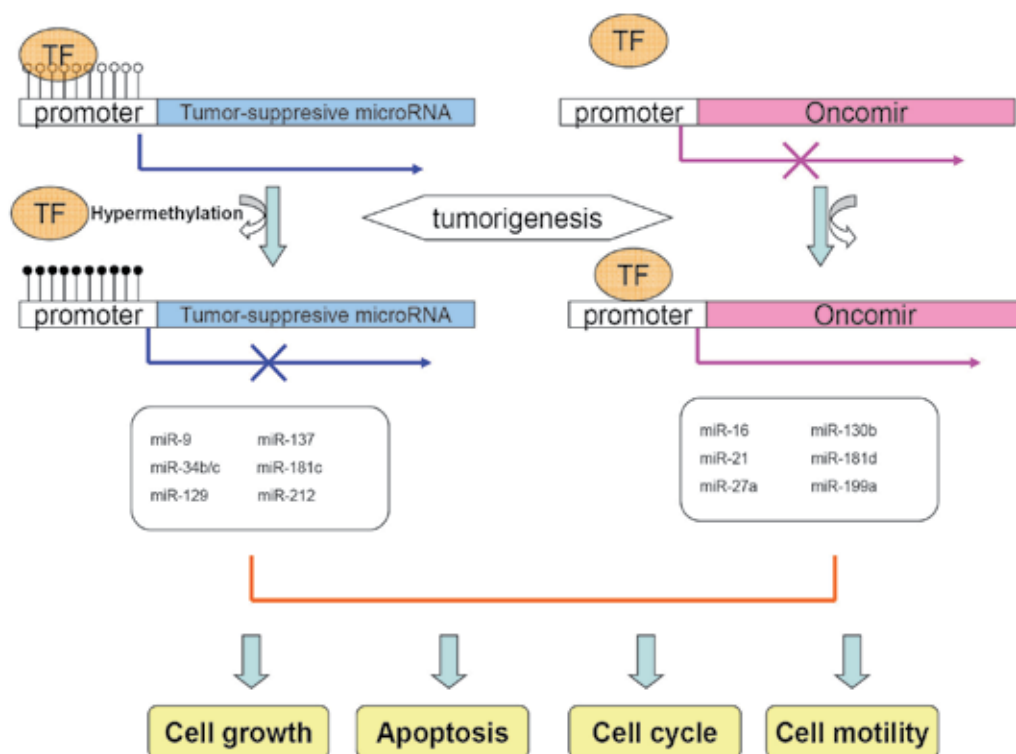 TF
TF
promoter Tumor-suppresive microRNA
promoter Oncomir
TF Hypermethylation
tumorigenesis
TF
promoter Tumor-suppresive microRNA
promoter Oncomir
miR-9 miR-137
miR-34b/c miR-181c
miR-129 miR-212
miR-16 miR-130b
miR-21 miR-181d
miR-27a miR-199a
Cell growth
Apoptosis
Cell cycle
Cell motility